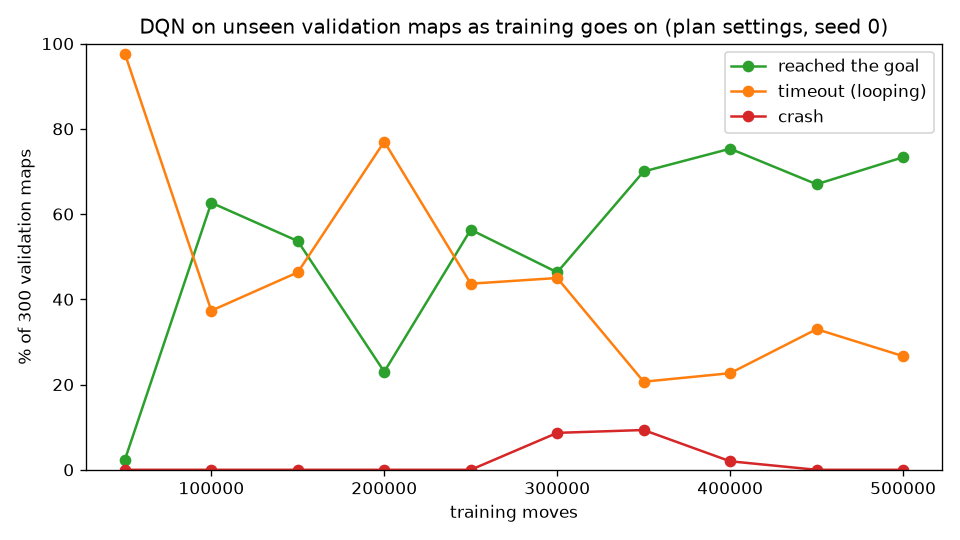 DQN on unseen validation maps as training goes on (plan settings, seed 0)
100
80
60
40
20
0
% of 300 validation maps
reached the goal
timeout (looping)
crash
100000 200000 300000 400000 500000
training moves